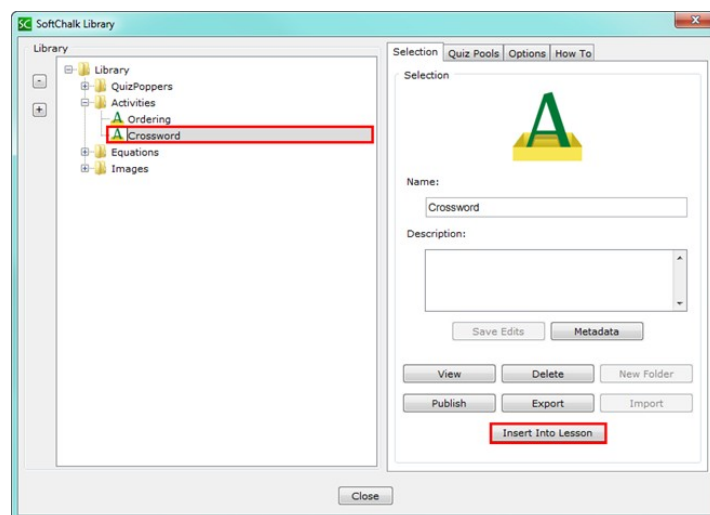 SC SoftChalk Library
Library
Library
QuizPoppers
Activities
A Ordering
A Crossword
Equations
Images
Selection Quiz Pools Options How To
Selection
A
Name:
Crossword
Description:
Save Edits Metadata
View Delete New Folder
Publish Export Import
Insert Into Lesson
Close